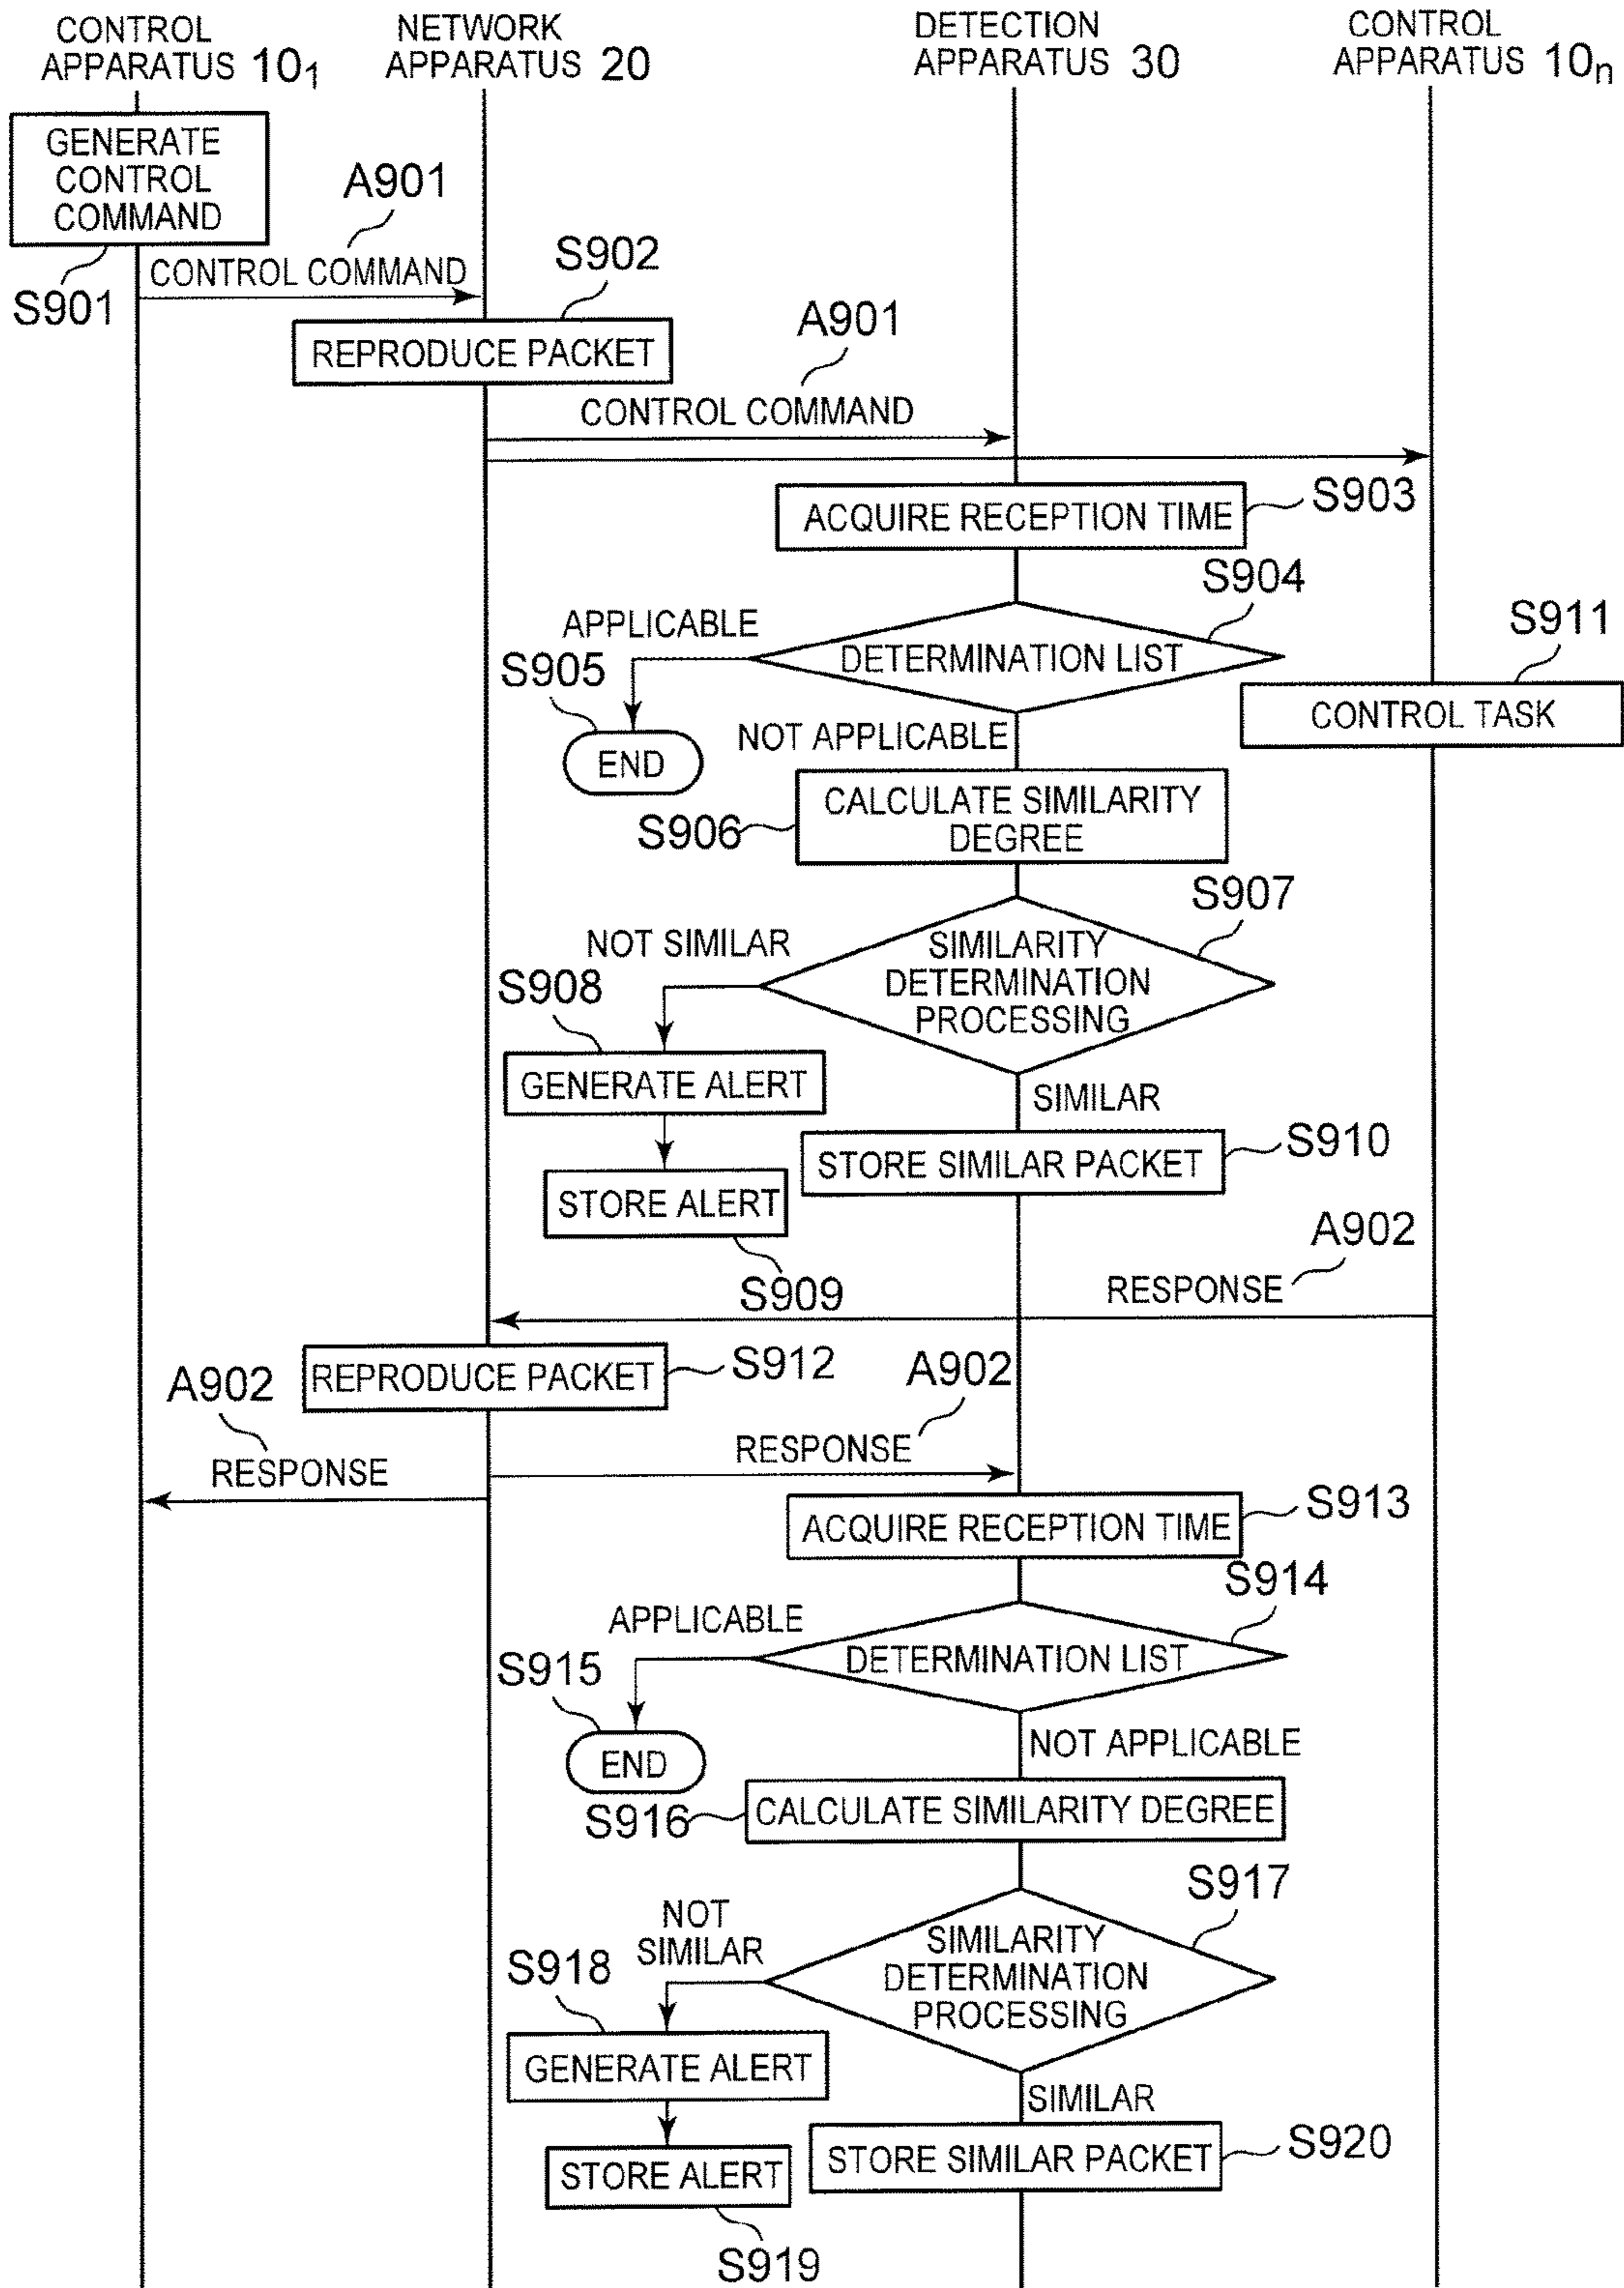 CONTROL
APPARATUS 10₁
NETWORK
APPARATUS 20
DETECTION
APPARATUS 30
CONTROL
APPARATUS 10ₙ
GENERATE
CONTROL
COMMAND
A901
S901
CONTROL COMMAND
S902
REPRODUCE PACKET
A901
CONTROL COMMAND
ACQUIRE RECEPTION TIME
S903
S904
APPLICABLE
DETERMINATION LIST
S905
END
S911
CONTROL TASK
NOT APPLICABLE
CALCULATE SIMILARITY
DEGREE
S906
S907
NOT SIMILAR
SIMILARITY
DETERMINATION
PROCESSING
S908
GENERATE ALERT
SIMILAR
STORE SIMILAR PACKET
S910
STORE ALERT
S909
A902
RESPONSE
REPRODUCE PACKET
S912
A902
RESPONSE
A902
RESPONSE
ACQUIRE RECEPTION TIME
S913
S914
APPLICABLE
DETERMINATION LIST
S915
END
NOT APPLICABLE
S916
CALCULATE SIMILARITY DEGREE
S917
NOT
SIMILAR
SIMILARITY
DETERMINATION
PROCESSING
S918
GENERATE ALERT
SIMILAR
STORE SIMILAR PACKET
S920
STORE ALERT
S919